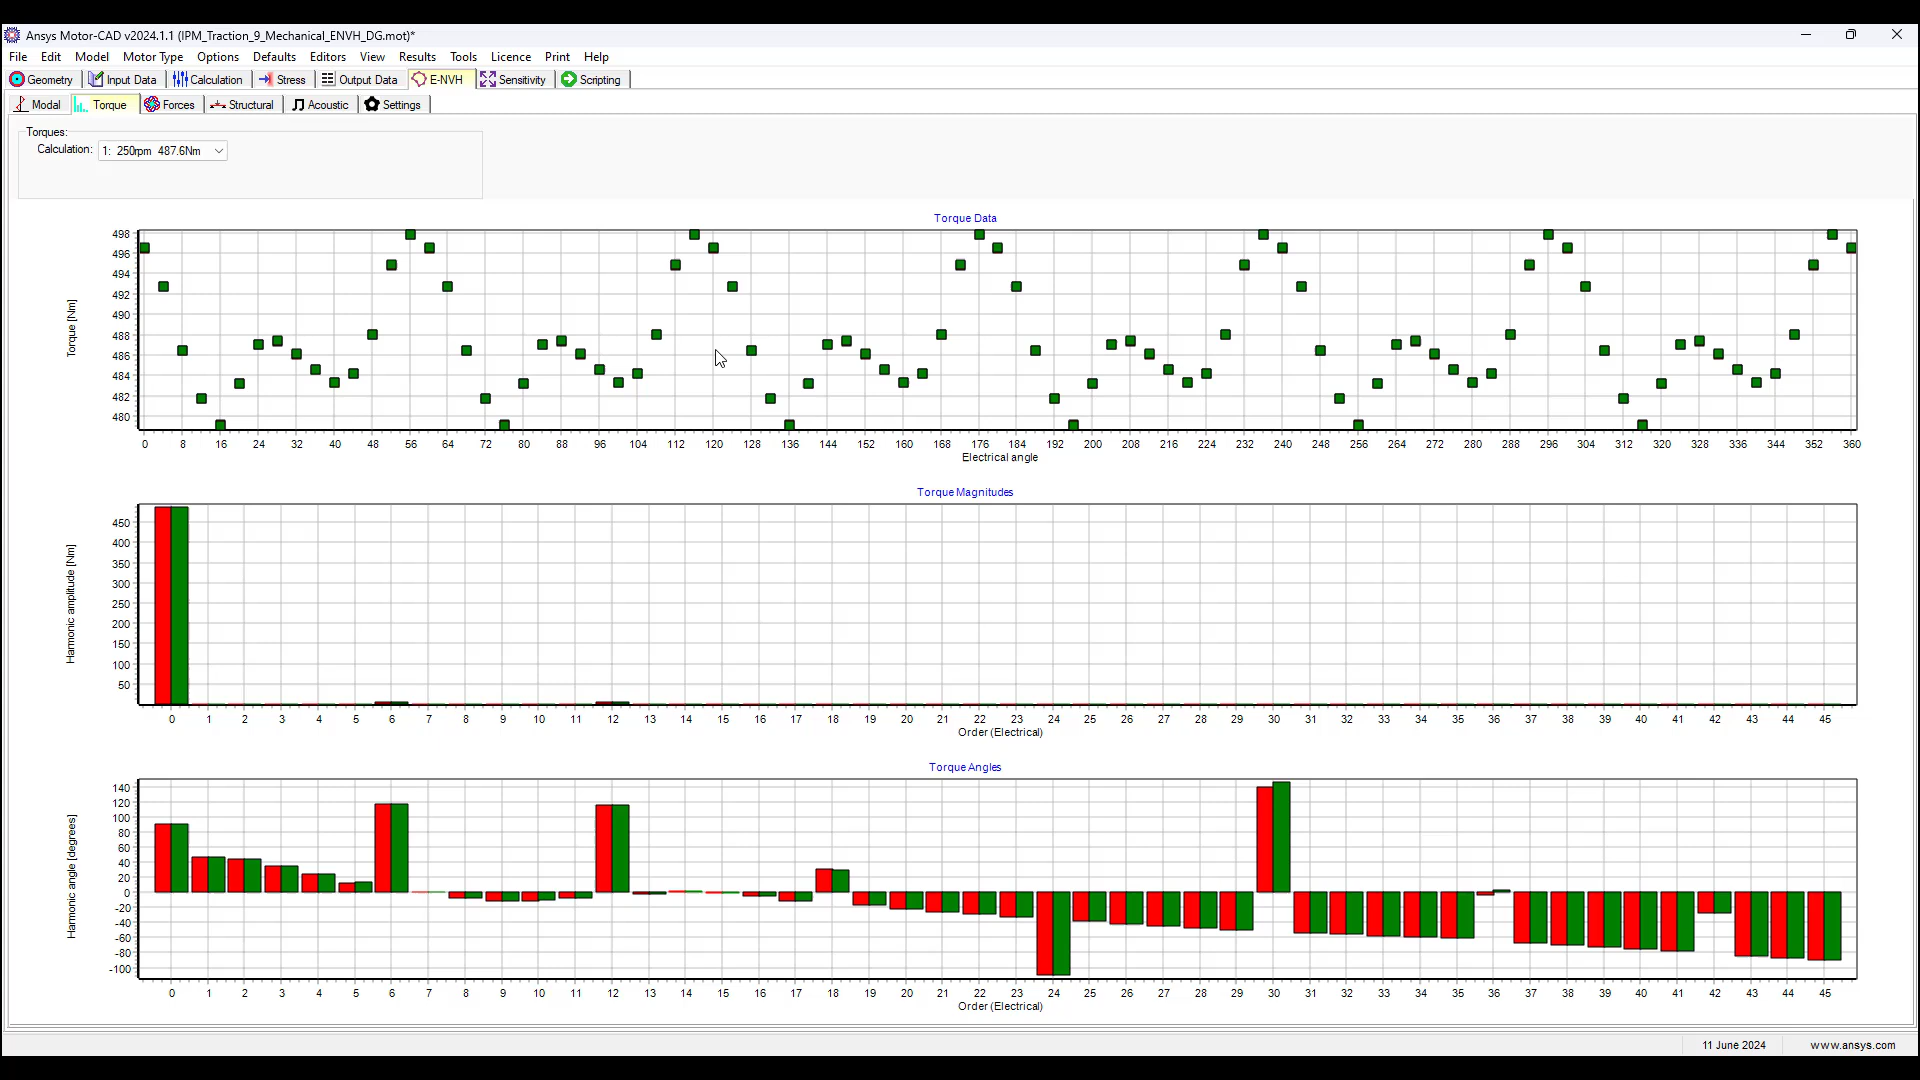 Ansys Motor-CAD v2024.1.1 (IPM_Traction_9_Mechanical_ENVH_DG.mot)*
File Edit Model Motor Type Options Defaults Editors View Results Tools Licence Print Help
Geometry Input Data Calculation Stress Output Data E-NVH Sensitivity Scripting
Modal Torque Forces Structural Acoustic Settings
Torques:
Calculation: 1: 250rpm 487.6Nm
Torque Data
Torque [Nm]
498
496
494
492
490
488
486
484
482
480
0 8 16 24 32 40 48 56 64 72 80 88 96 104 112 120 128 136 144 152 160 168 176 184 192 200 208 216 224 232 240 248 256 264 272 280 288 296 304 312 320 328 336 344 352 360
Electrical angle
Torque Magnitudes
Harmonic amplitude [Nm]
450
400
350
300
250
200
150
100
50
0 1 2 3 4 5 6 7 8 9 10 11 12 13 14 15 16 17 18 19 20 21 22 23 24 25 26 27 28 29 30 31 32 33 34 35 36 37 38 39 40 41 42 43 44 45
Order (Electrical)
Torque Angles
Harmonic angle [degrees]
140
120
100
80
60
40
20
0
-20
-40
-60
-80
-100
0 1 2 3 4 5 6 7 8 9 10 11 12 13 14 15 16 17 18 19 20 21 22 23 24 25 26 27 28 29 30 31 32 33 34 35 36 37 38 39 40 41 42 43 44 45
Order (Electrical)
11 June 2024 www.ansys.com